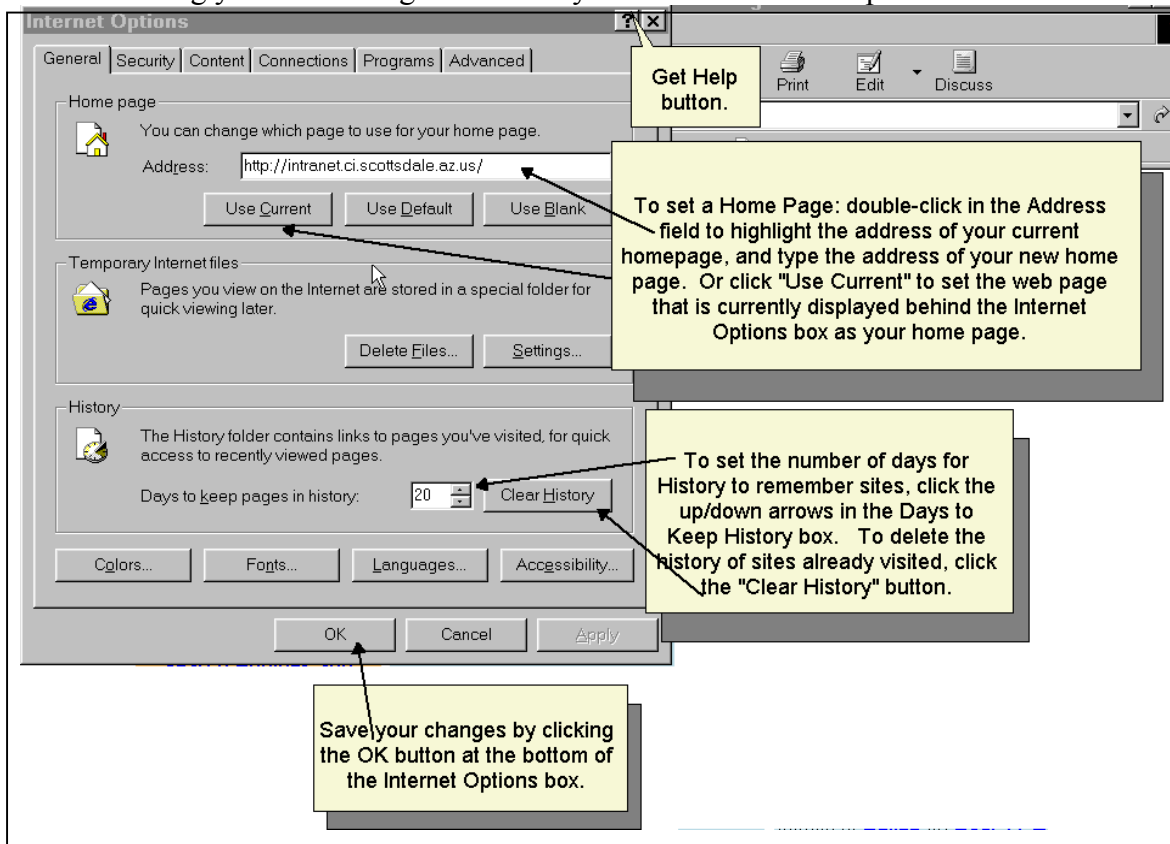 Internet Options
General Security Content Connections Programs Advanced
Home page
You can change which page to use for your home page.
Address: http://intranet.ci.scottsdale.az.us/
Use Current Use Default Use Blank
Temporary Internet files
Pages you view on the Internet are stored in a special folder for
quick viewing later.
Delete Files... Settings...
History
The History folder contains links to pages you've visited, for quick
access to recently viewed pages.
Days to keep pages in history: 20 Clear History
Colors... Fonts... Languages... Accessibility...
OK Cancel Apply
Get Help
button.
Print Edit Discuss
To set a Home Page: double-click in the Address
field to highlight the address of your current
homepage, and type the address of your new home
page. Or click "Use Current" to set the web page
that is currently displayed behind the Internet
Options box as your home page.
To set the number of days for
History to remember sites, click the
up/down arrows in the Days to
Keep History box. To delete the
history of sites already visited, click
the "Clear History" button.
Save your changes by clicking
the OK button at the bottom of
the Internet Options box.